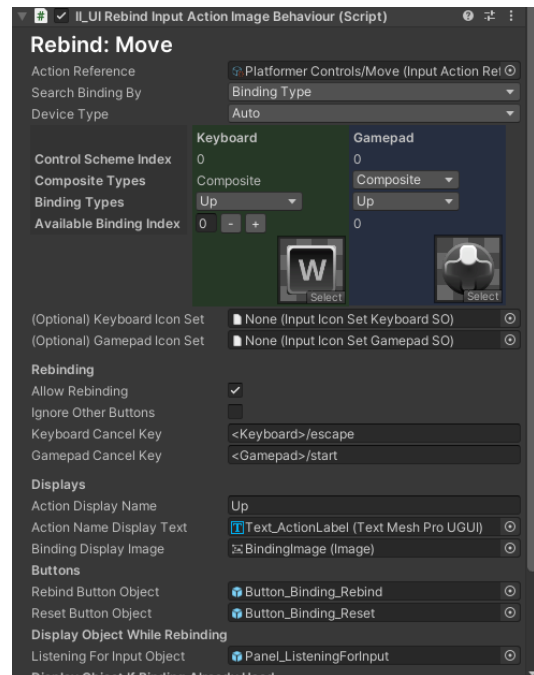 # II_UI Rebind Input Action Image Behaviour (Script)
Rebind: Move
Action Reference Platformer Controls/Move (Input Action Ref
Search Binding By Binding Type
Device Type Auto
Keyboard Gamepad
Control Scheme Index 0 0
Composite Types Composite Composite
Binding Types Up Up
Available Binding Index 0 - + 0
W
Select Select
(Optional) Keyboard Icon Set None (Input Icon Set Keyboard SO)
(Optional) Gamepad Icon Set None (Input Icon Set Gamepad SO)
Rebinding
Allow Rebinding
Ignore Other Buttons
Keyboard Cancel Key <Keyboard>/escape
Gamepad Cancel Key <Gamepad>/start
Displays
Action Display Name Up
Action Name Display Text Text_ActionLabel (Text Mesh Pro UGUI)
Binding Display Image BindingImage (Image)
Buttons
Rebind Button Object Button_Binding_Rebind
Reset Button Object Button_Binding_Reset
Display Object While Rebinding
Listening For Input Object Panel_ListeningForInput